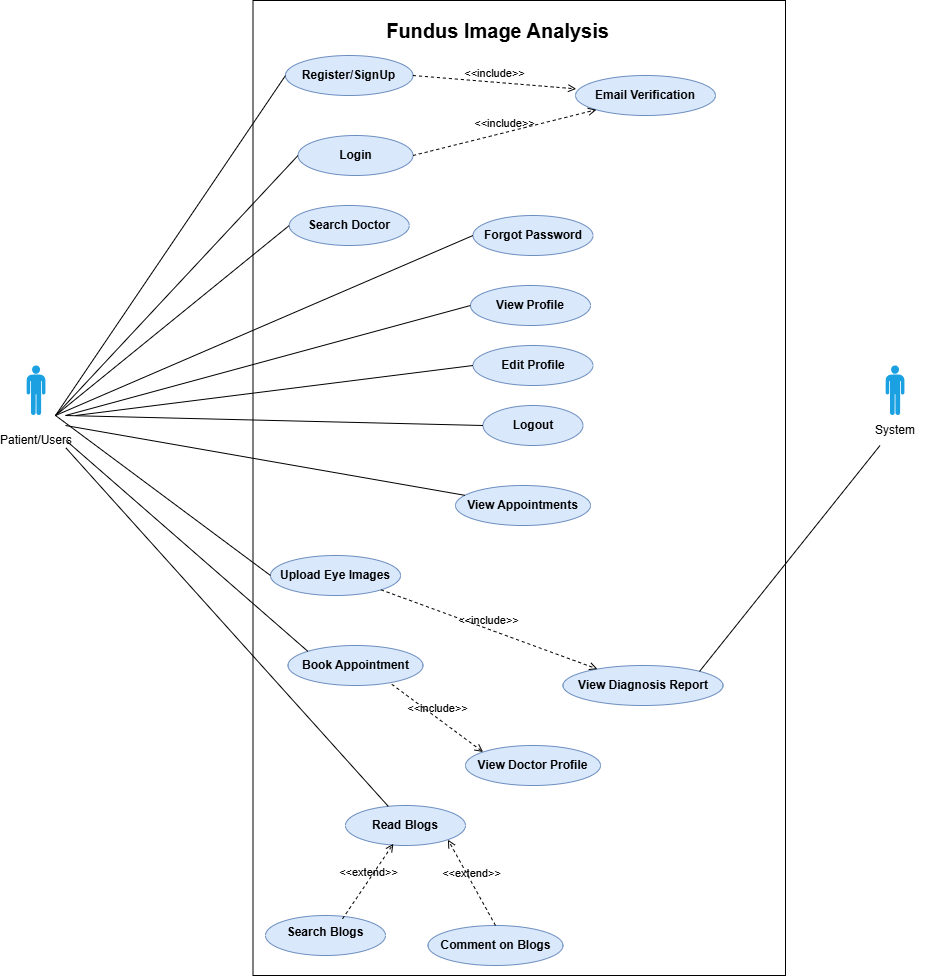 Fundus Image Analysis
Register/SignUp
<<include>>
Email Verification
<<include>>
Login
Search Doctor
Forgot Password
View Profile
Edit Profile
Logout
Patient/Users
System
View Appointments
Upload Eye Images
<<include>>
Book Appointment
View Diagnosis Report
<<include>>
View Doctor Profile
Read Blogs
<<extend>>
<<extend>>
Search Blogs
Comment on Blogs